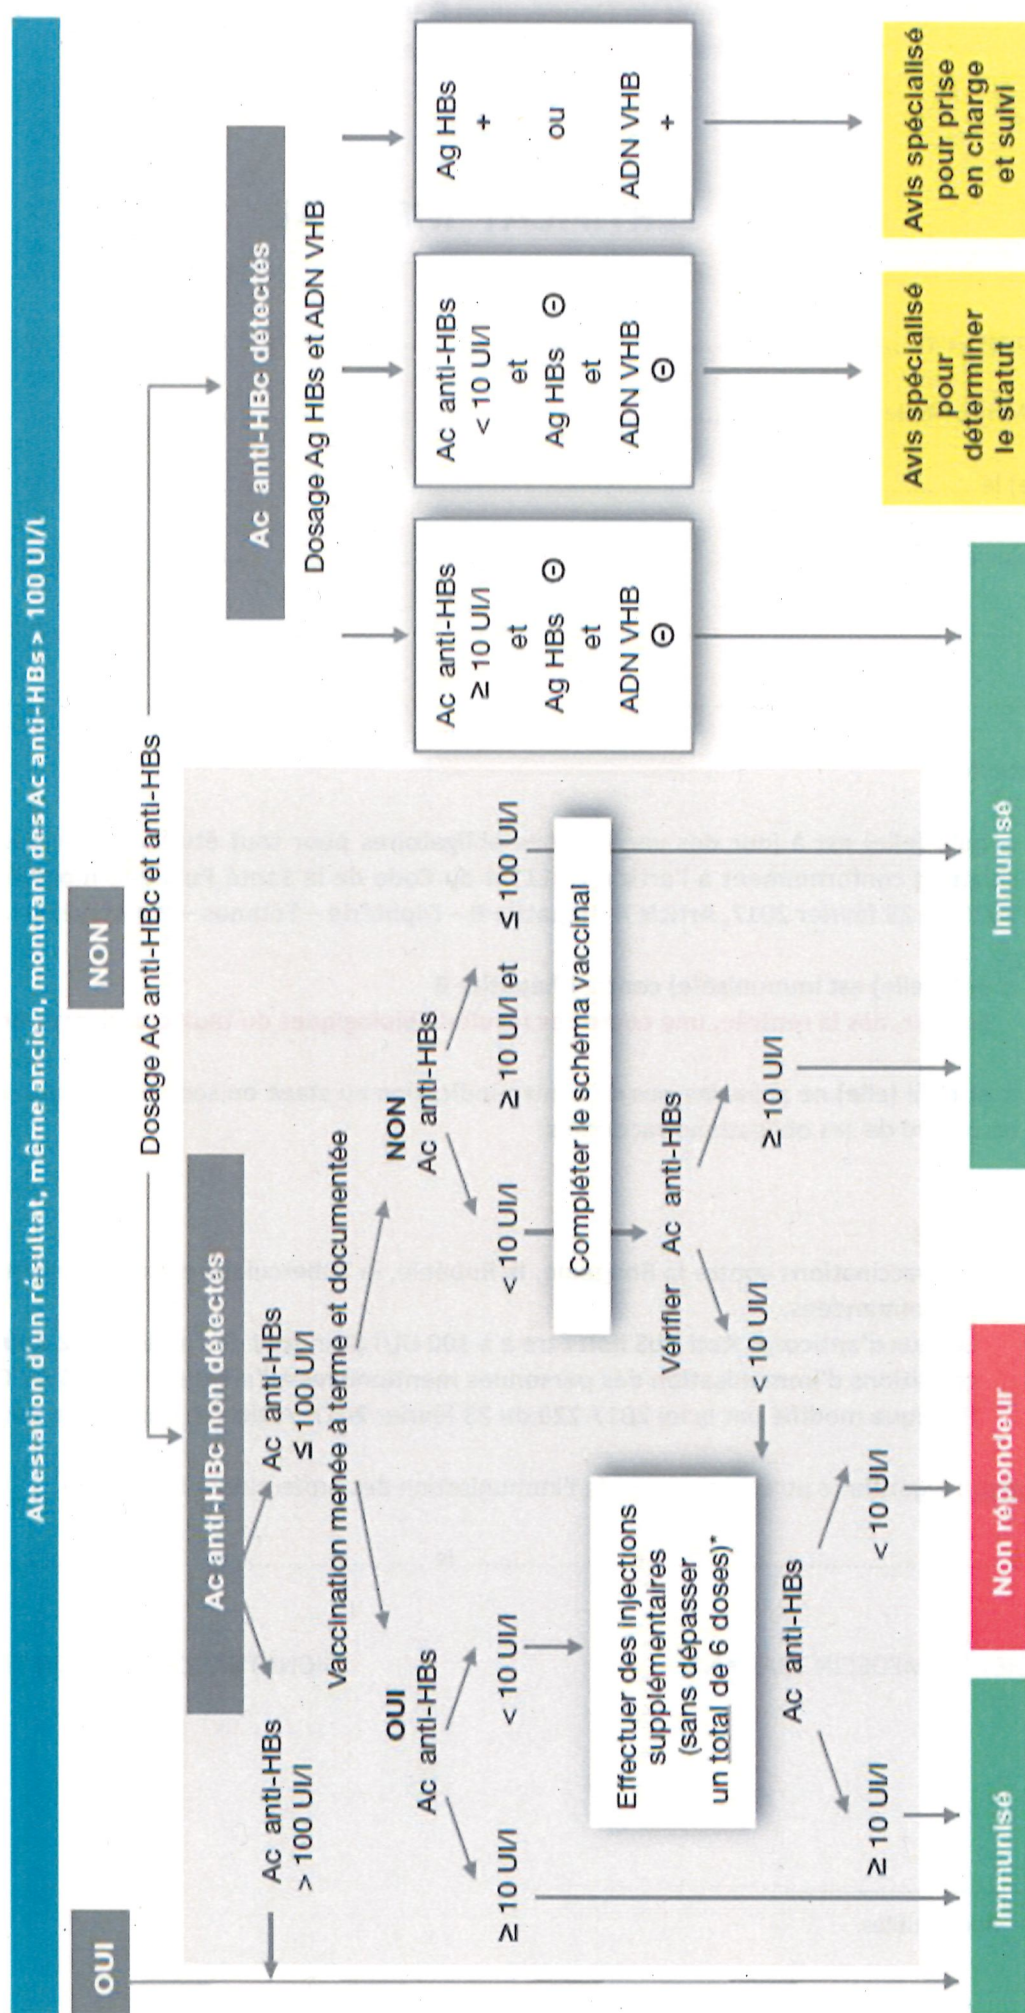 Attestation d'un résultat, même ancien, montrant des Ac anti-HBs > 100 UI/l
OUI
NON
Dosage Ac anti-HBc et anti-HBs
Ac anti-HBc non détectés
Ac anti-HBc détectés
Ac anti-HBs
> 100 UI/l
Ac anti-HBs
≤ 100 UI/l
Vaccination menée à terme et documentée
OUI
Ac anti-HBs
NON
Ac anti-HBs
≥ 10 UI/l
< 10 UI/l
< 10 UI/l
≥ 10 UI/l et ≤ 100 UI/l
Compléter le schéma vaccinal
Vérifier Ac anti-HBs
< 10 UI/l
≥ 10 UI/l
Effectuer des injections
supplémentaires
(sans dépasser
un total de 6 doses)*
Ac anti-HBs
≥ 10 UI/l
< 10 UI/l
Dosage Ag HBs et ADN VHB
Ac anti-HBs
≥ 10 UI/l
et
Ag HBs ⊖
et
ADN VHB
⊖
Ac anti-HBs
< 10 UI/l
et
Ag HBs ⊖
et
ADN VHB
⊖
Ag HBs
+
ou
ADN VHB
+
Immunisé
Non répondeur
Immunisé
Avis spécialisé
pour
déterminer
le statut
Avis spécialisé
pour prise
en charge
et suivi